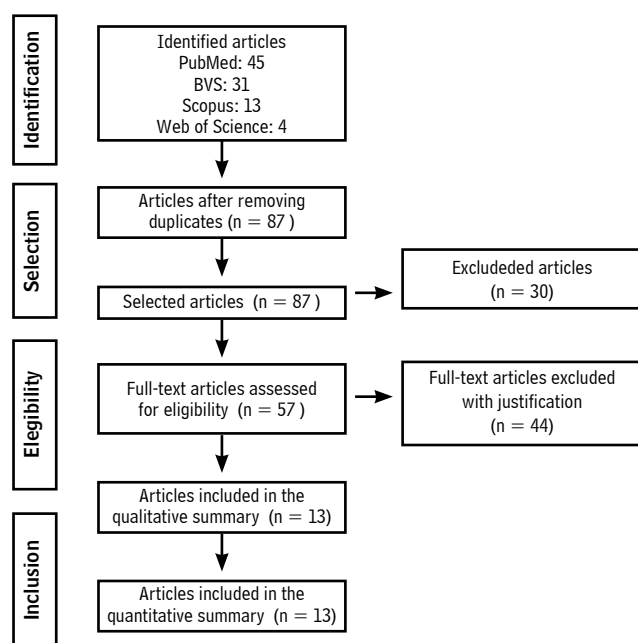 Identification
Identified articles
PubMed: 45
BVS: 31
Scopus: 13
Web of Science: 4
Selection
Articles after removing
duplicates (n = 87 )
Selected articles (n = 87 )
Excludeded articles
(n = 30)
Elegibility
Full-text articles assessed
for eligibility (n = 57 )
Full-text articles excluded
with justification
(n = 44)
Inclusion
Articles included in the
qualitative summary (n = 13)
Articles included in the
quantitative summary (n = 13)